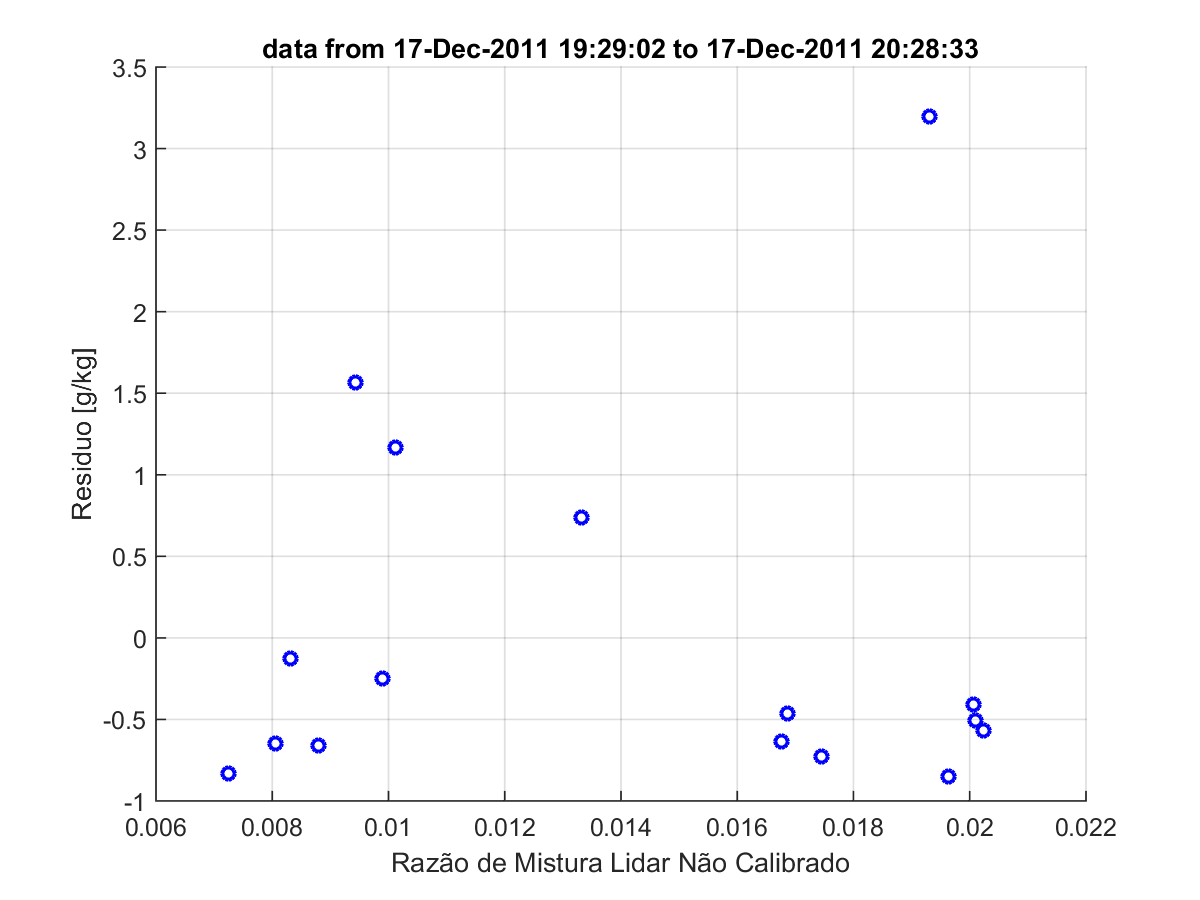 data from 17-Dec-2011 19:29:02 to 17-Dec-2011 20:28:33
3.5
3
2.5
2
1.5
1
0.5
0
-0.5
-1
Residuo [g/kg]
0.006 0.008 0.01 0.012 0.014 0.016 0.018 0.02 0.022
Razão de Mistura Lidar Não Calibrado